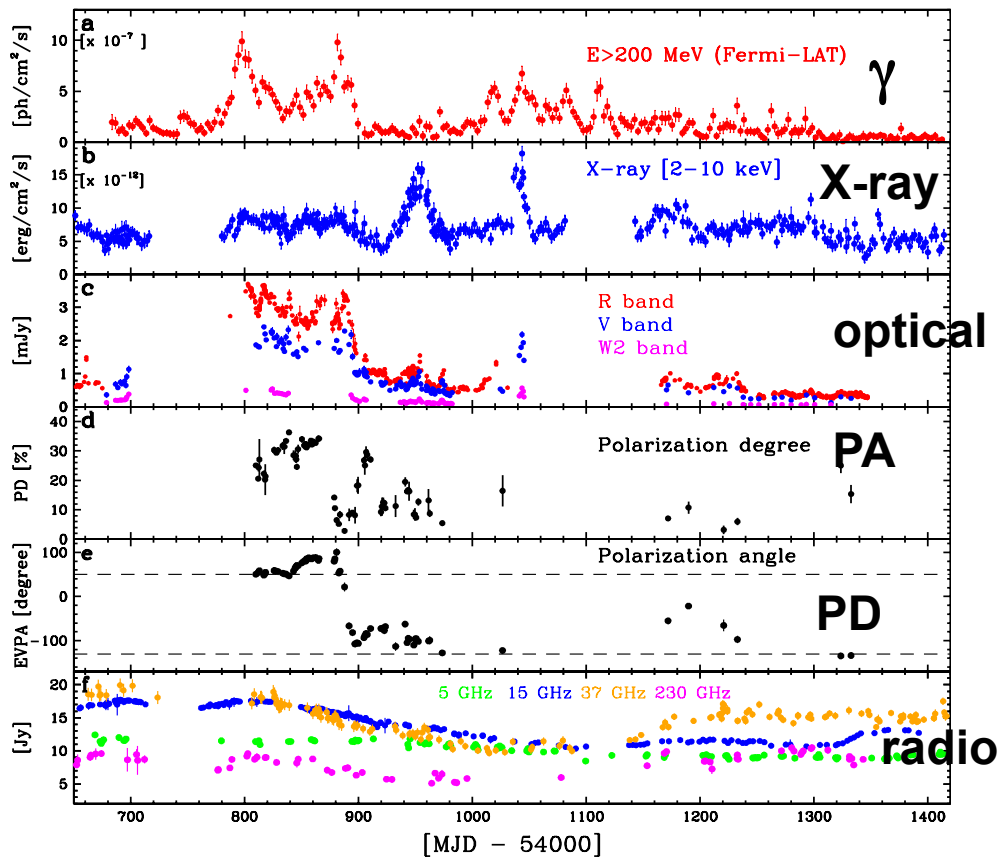 a
[x 10⁻⁷ ]
E>200 MeV (Fermi-LAT)
γ
[ph/cm²/s]
10
5
0
b
[x 10⁻¹²]
X-ray [2-10 keV]
X-ray
[erg/cm²/s]
15
10
5
0
c
R band
V band
W2 band
optical
[mJy]
3
2
1
0
d
Polarization degree
PA
PD [%]
40
30
20
10
0
e
Polarization angle
PD
EVPA [degree]
100
0
-100
f
5 GHz 15 GHz 37 GHz 230 GHz
radio
[Jy]
20
15
10
5
700 800 900 1000 1100 1200 1300 1400
[MJD - 54000]